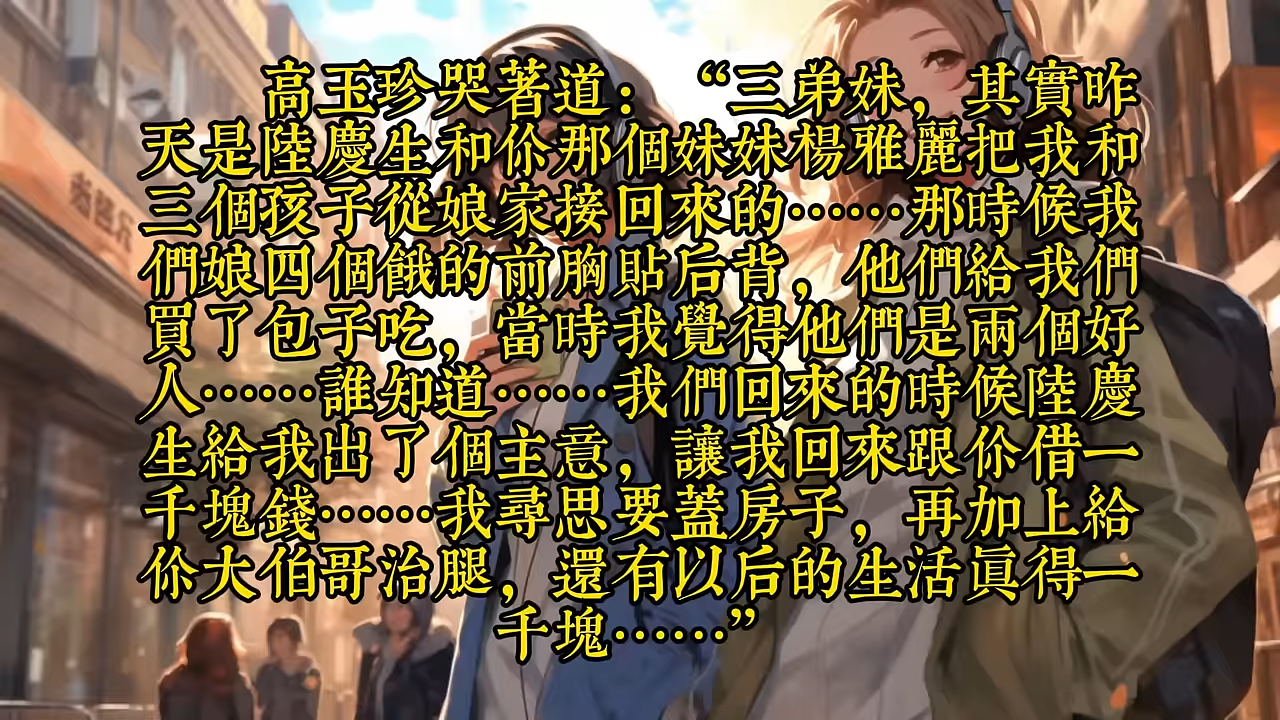 高玉珍哭著道：“三弟妹，其實昨
天是陸慶生和伱那個妹妹楊雅麗把我和
三個孩子從娘家接回來的……那時候我
們娘四個餓的前胸貼后背，他們給我們
買了包子吃，當時我覺得他們是兩個好
人……誰知道……我們回來的時候陸慶
生給我出了個主意，讓我回來跟伱借一
千塊錢……我尋思要蓋房子，再加上給
伱大伯哥治腿，還有以后的生活眞得一
千塊……”